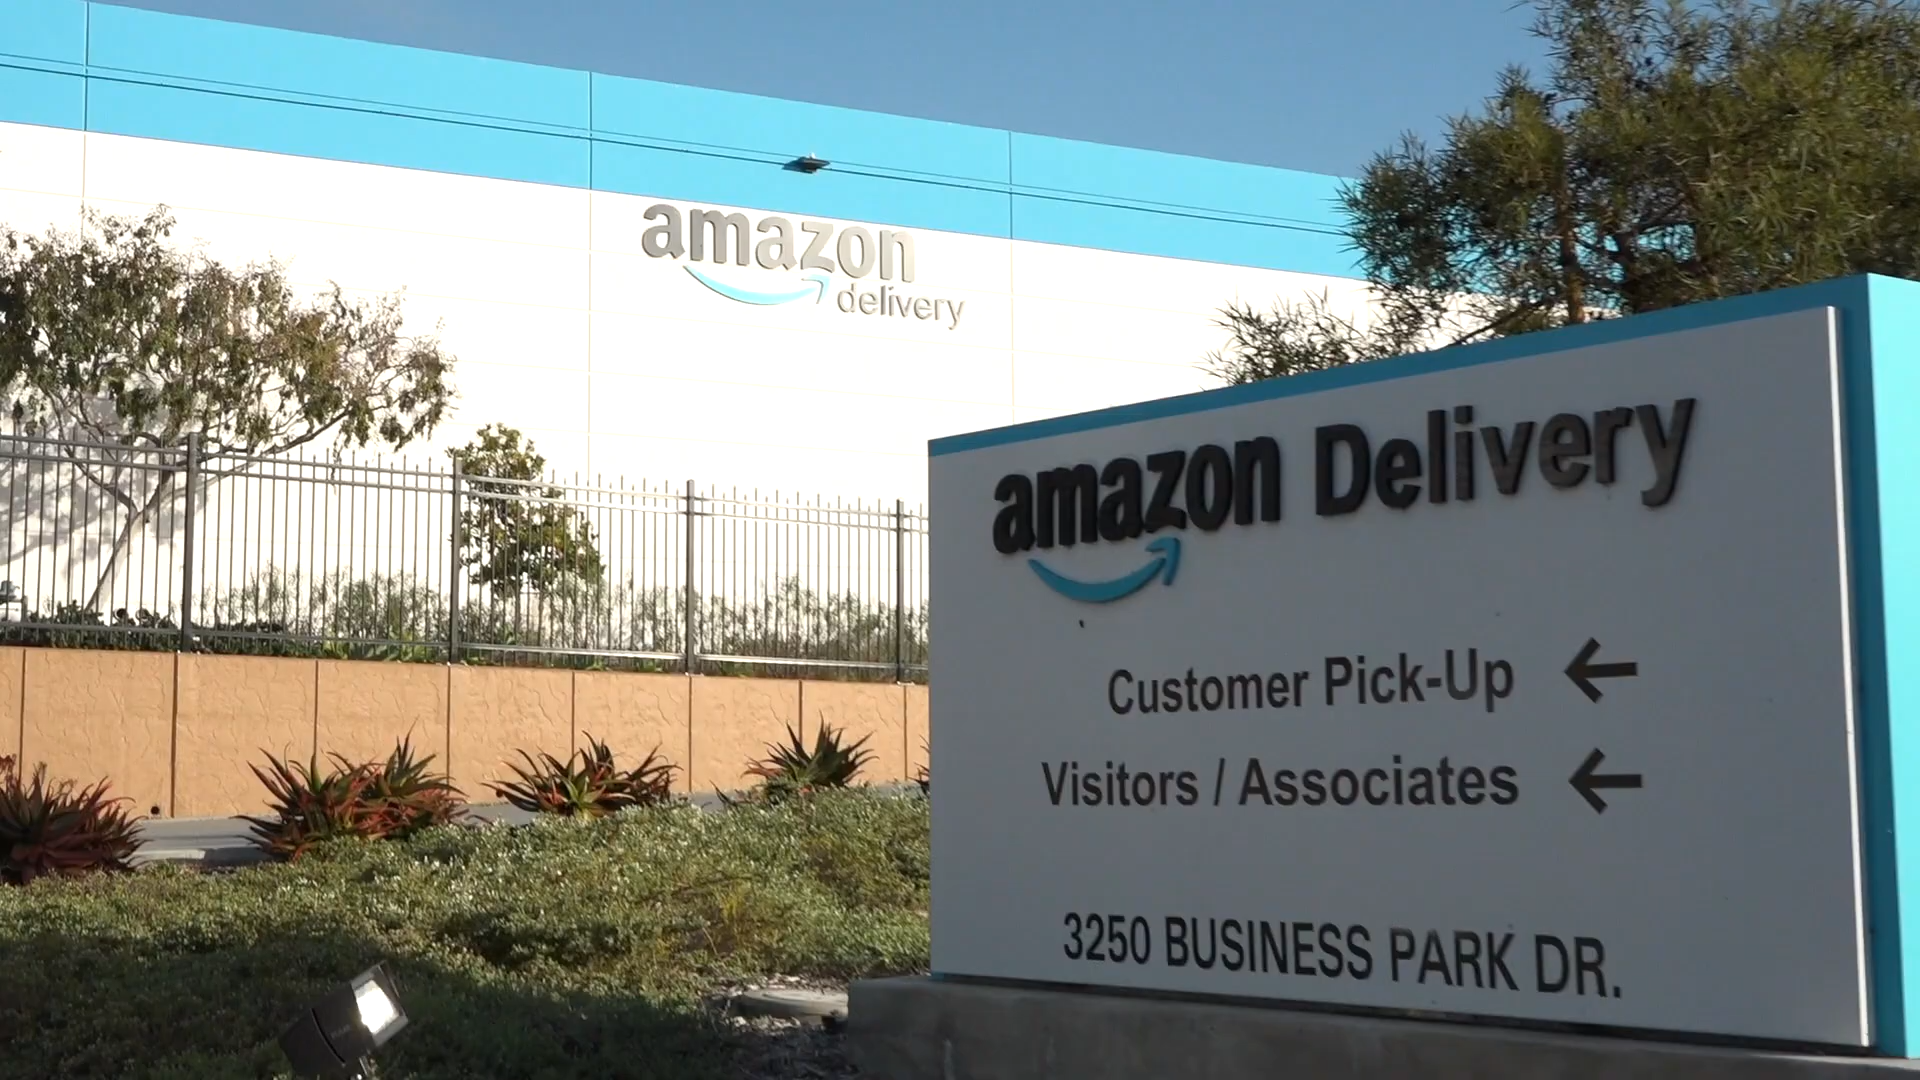 amazon
delivery
amazon Delivery
Customer Pick-Up ←
Visitors / Associates ←
3250 BUSINESS PARK DR.